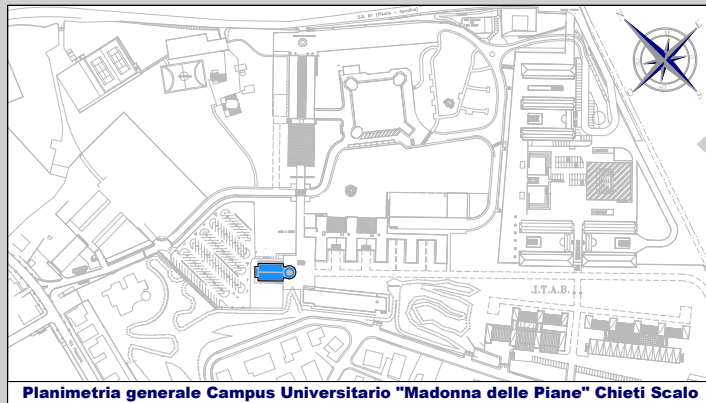 S.S. 81 (Piceno - Aprutina)
N
E
O
S
.I.T.A.B.
Planimetria generale Campus Universitario "Madonna delle Piane" Chieti Scalo